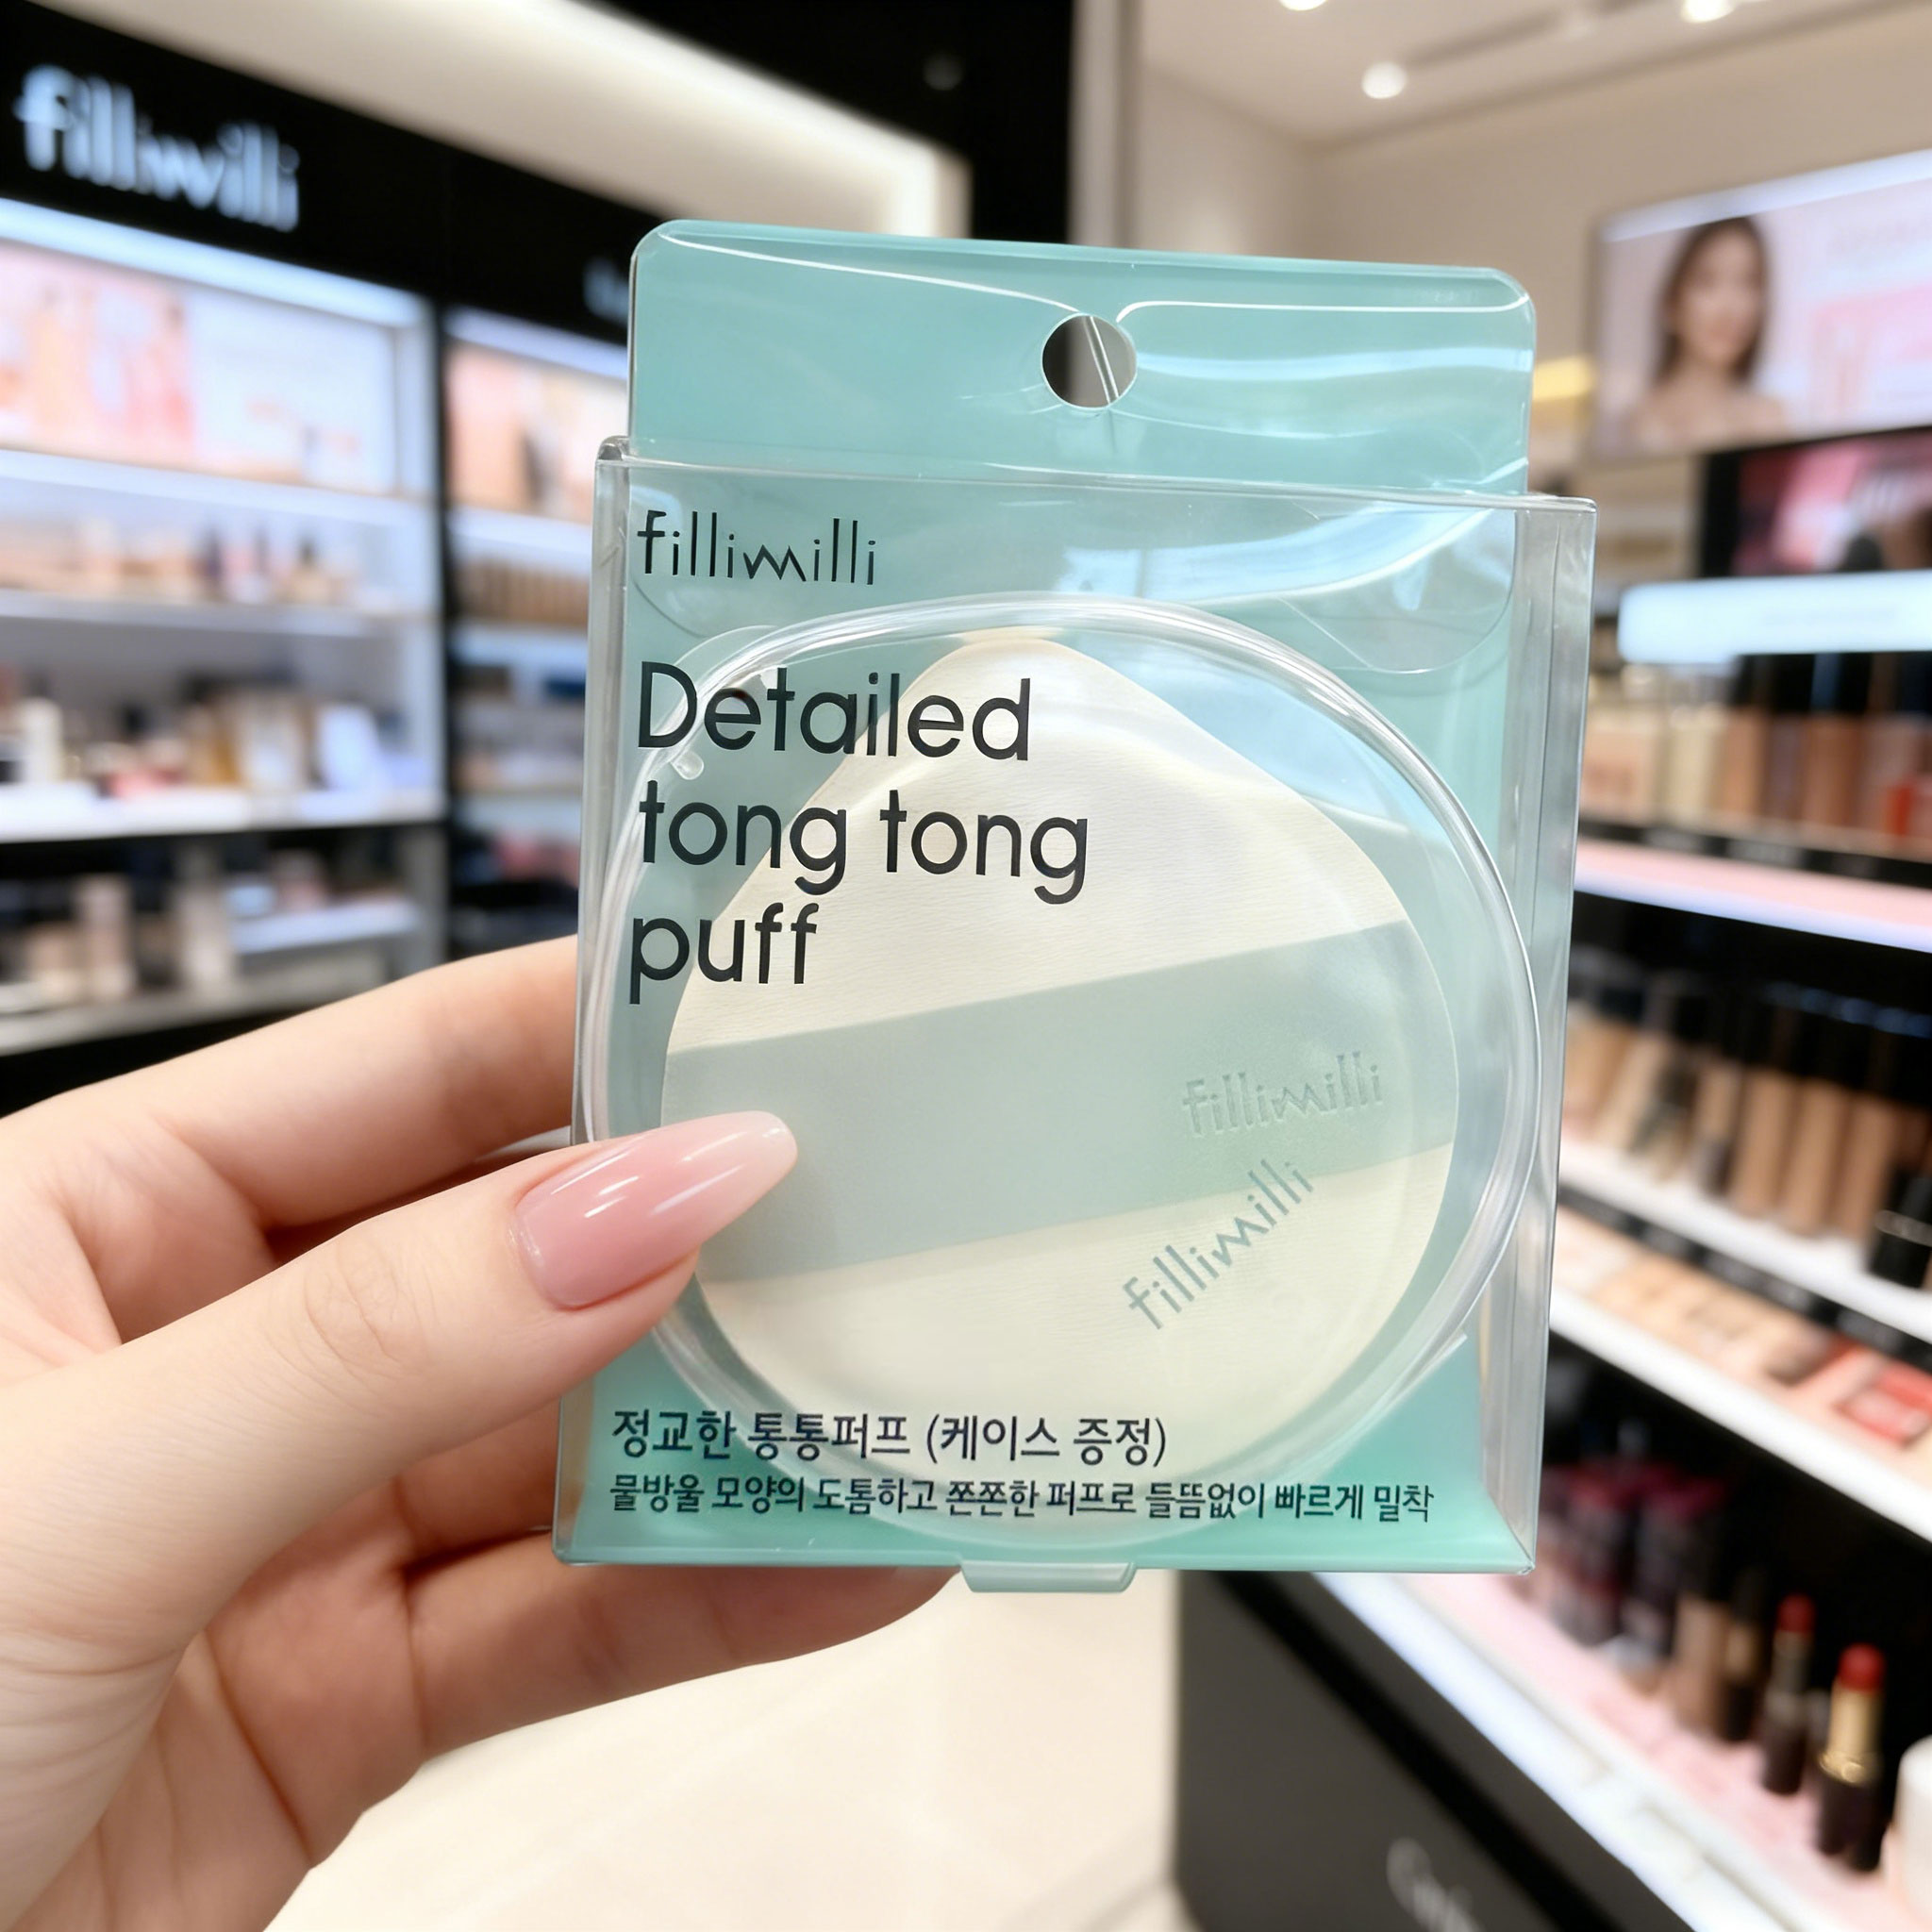 fillimilli
fillimilli
Detailed
tong tong
puff
fillimilli
fillimilli
정교한 통통퍼프 (케이스 증정)
물방울 모양의 도톰하고 쫀쫀한 퍼프로 들뜸없이 빠르게 밀착